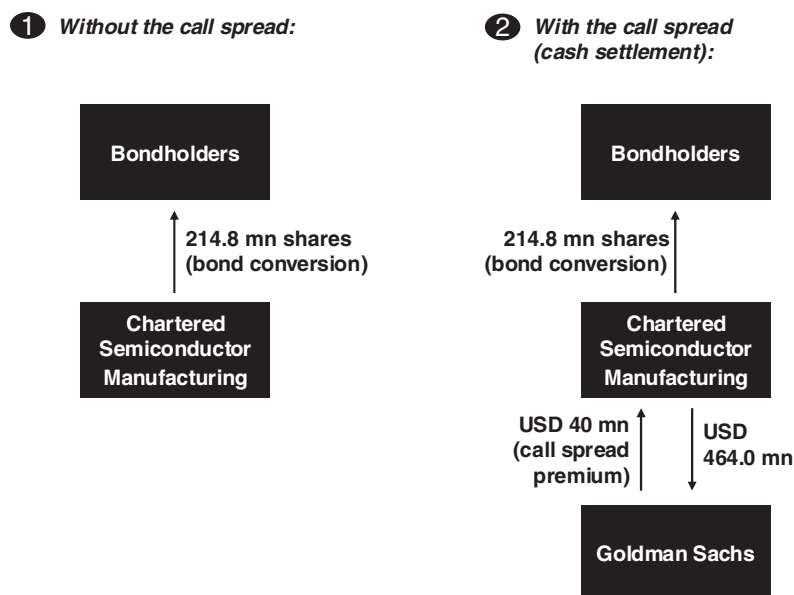 1 Without the call spread:
Bondholders
214.8 mn shares
(bond conversion)
Chartered
Semiconductor
Manufacturing
2 With the call spread
(cash settlement):
Bondholders
214.8 mn shares
(bond conversion)
Chartered
Semiconductor
Manufacturing
USD 40 mn
(call spread
premium)
USD
464.0 mn
Goldman Sachs